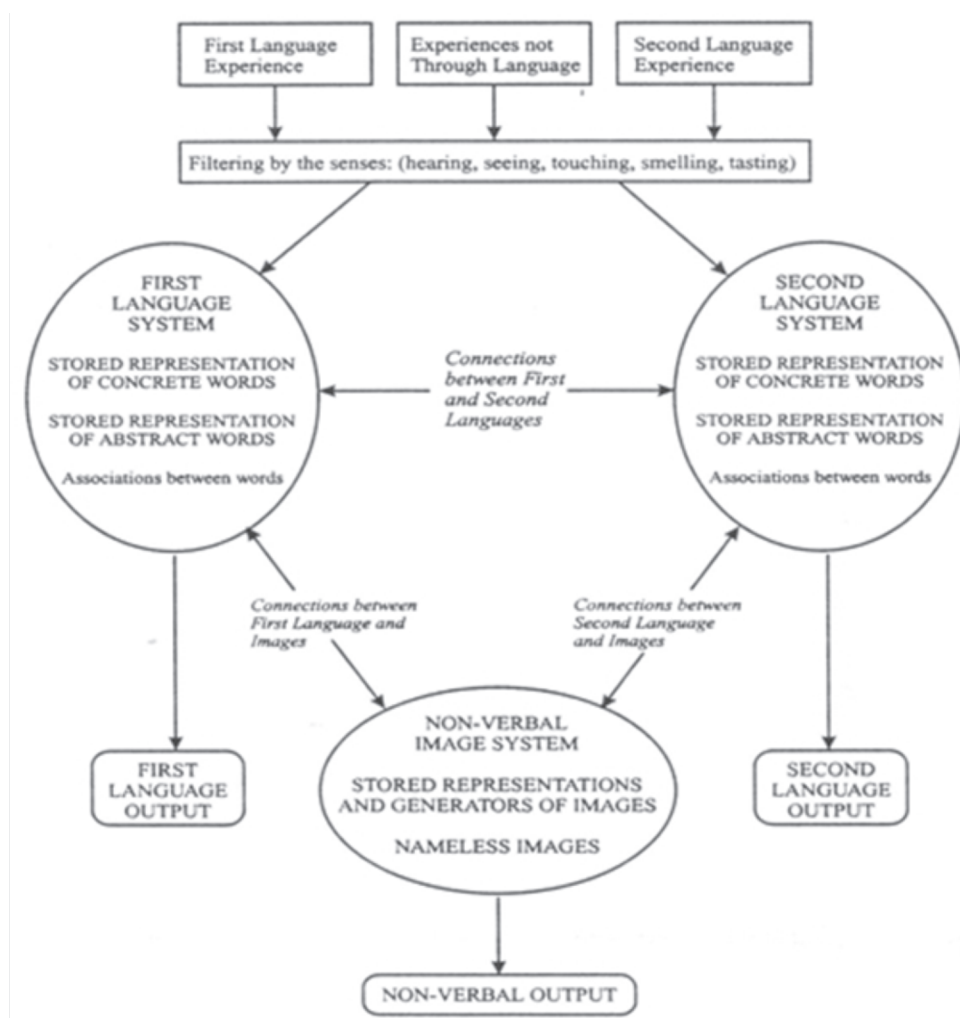 First Language
Experience
Experiences not
Through Language
Second Language
Experience
Filtering by the senses: (hearing, seeing, touching, smelling, tasting)
FIRST
LANGUAGE
SYSTEM
STORED REPRESENTATION
OF CONCRETE WORDS
STORED REPRESENTATION
OF ABSTRACT WORDS
Associations between words
Connections
between First
and Second
Languages
SECOND
LANGUAGE
SYSTEM
STORED REPRESENTATION
OF CONCRETE WORDS
STORED REPRESENTATION
OF ABSTRACT WORDS
Associations between words
Connections between
First Language and
Images
Connections between
Second Language
and Images
FIRST
LANGUAGE
OUTPUT
NON-VERBAL
IMAGE SYSTEM
STORED REPRESENTATIONS
AND GENERATORS OF IMAGES
NAMELESS IMAGES
SECOND
LANGUAGE
OUTPUT
NON-VERBAL OUTPUT